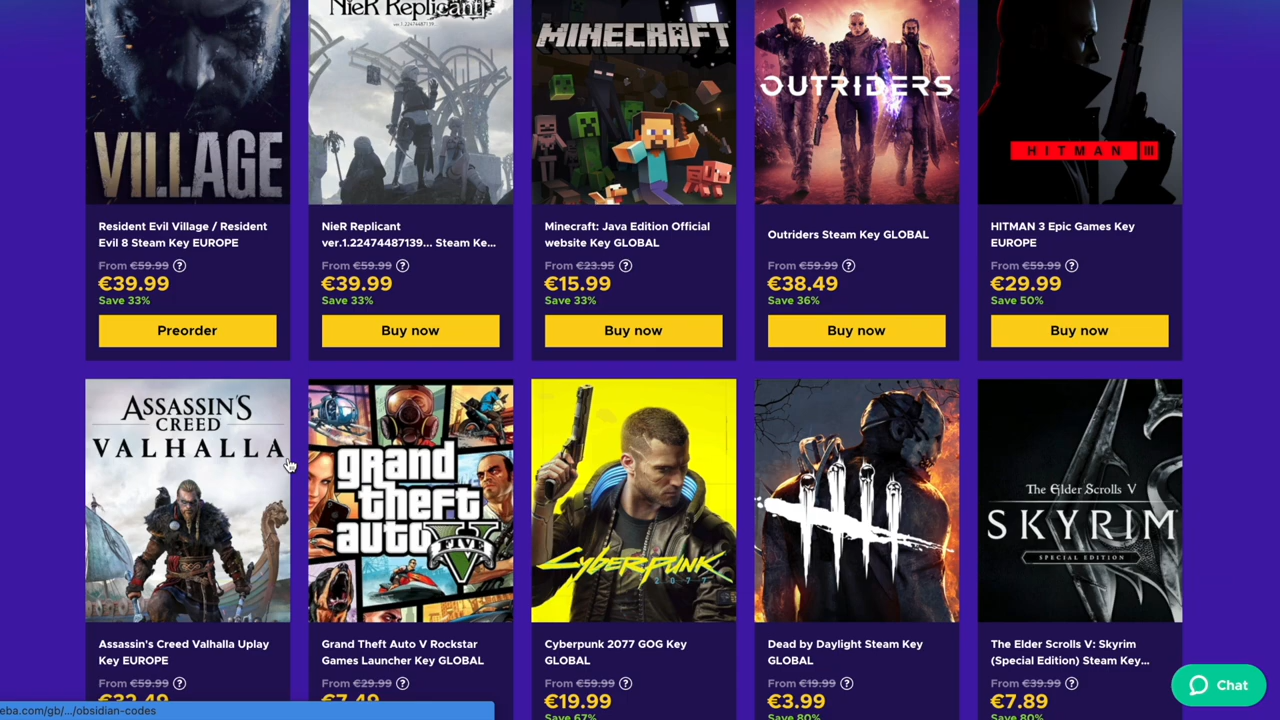 NieR Replicant
ver.1.22474487139
VILLAGE
MINECRAFT
OUTRIDERS
HITMAN III
Resident Evil Village / Resident
Evil 8 Steam Key EUROPE
From €59.99 ?
€39.99
Save 33%
Preorder
NieR Replicant
ver.1.22474487139... Steam Ke...
From €59.99 ?
€39.99
Save 33%
Buy now
Minecraft: Java Edition Official
website Key GLOBAL
From €23.95 ?
€15.99
Save 33%
Buy now
Outriders Steam Key GLOBAL
From €59.99 ?
€38.49
Save 36%
Buy now
HITMAN 3 Epic Games Key
EUROPE
From €59.99 ?
€29.99
Save 50%
Buy now
ASSASSIN'S
CREED
VALHALLA
grand
theft
auto
FIVE
Cyberpunk
2077
The Elder Scrolls V
SKYRIM
SPECIAL EDITION
Assassin's Creed Valhalla Uplay
Key EUROPE
From €59.99 ?
€32.49
Grand Theft Auto V Rockstar
Games Launcher Key GLOBAL
From €29.99 ?
€7.49
Cyberpunk 2077 GOG Key
GLOBAL
From €59.99 ?
€19.99
Save 67%
Dead by Daylight Steam Key
GLOBAL
From €19.99 ?
€3.99
Save 80%
The Elder Scrolls V: Skyrim
(Special Edition) Steam Key...
From €39.99 ?
€7.89
Save 80%
Chat
eba.com/gb/.../obsidian-codes